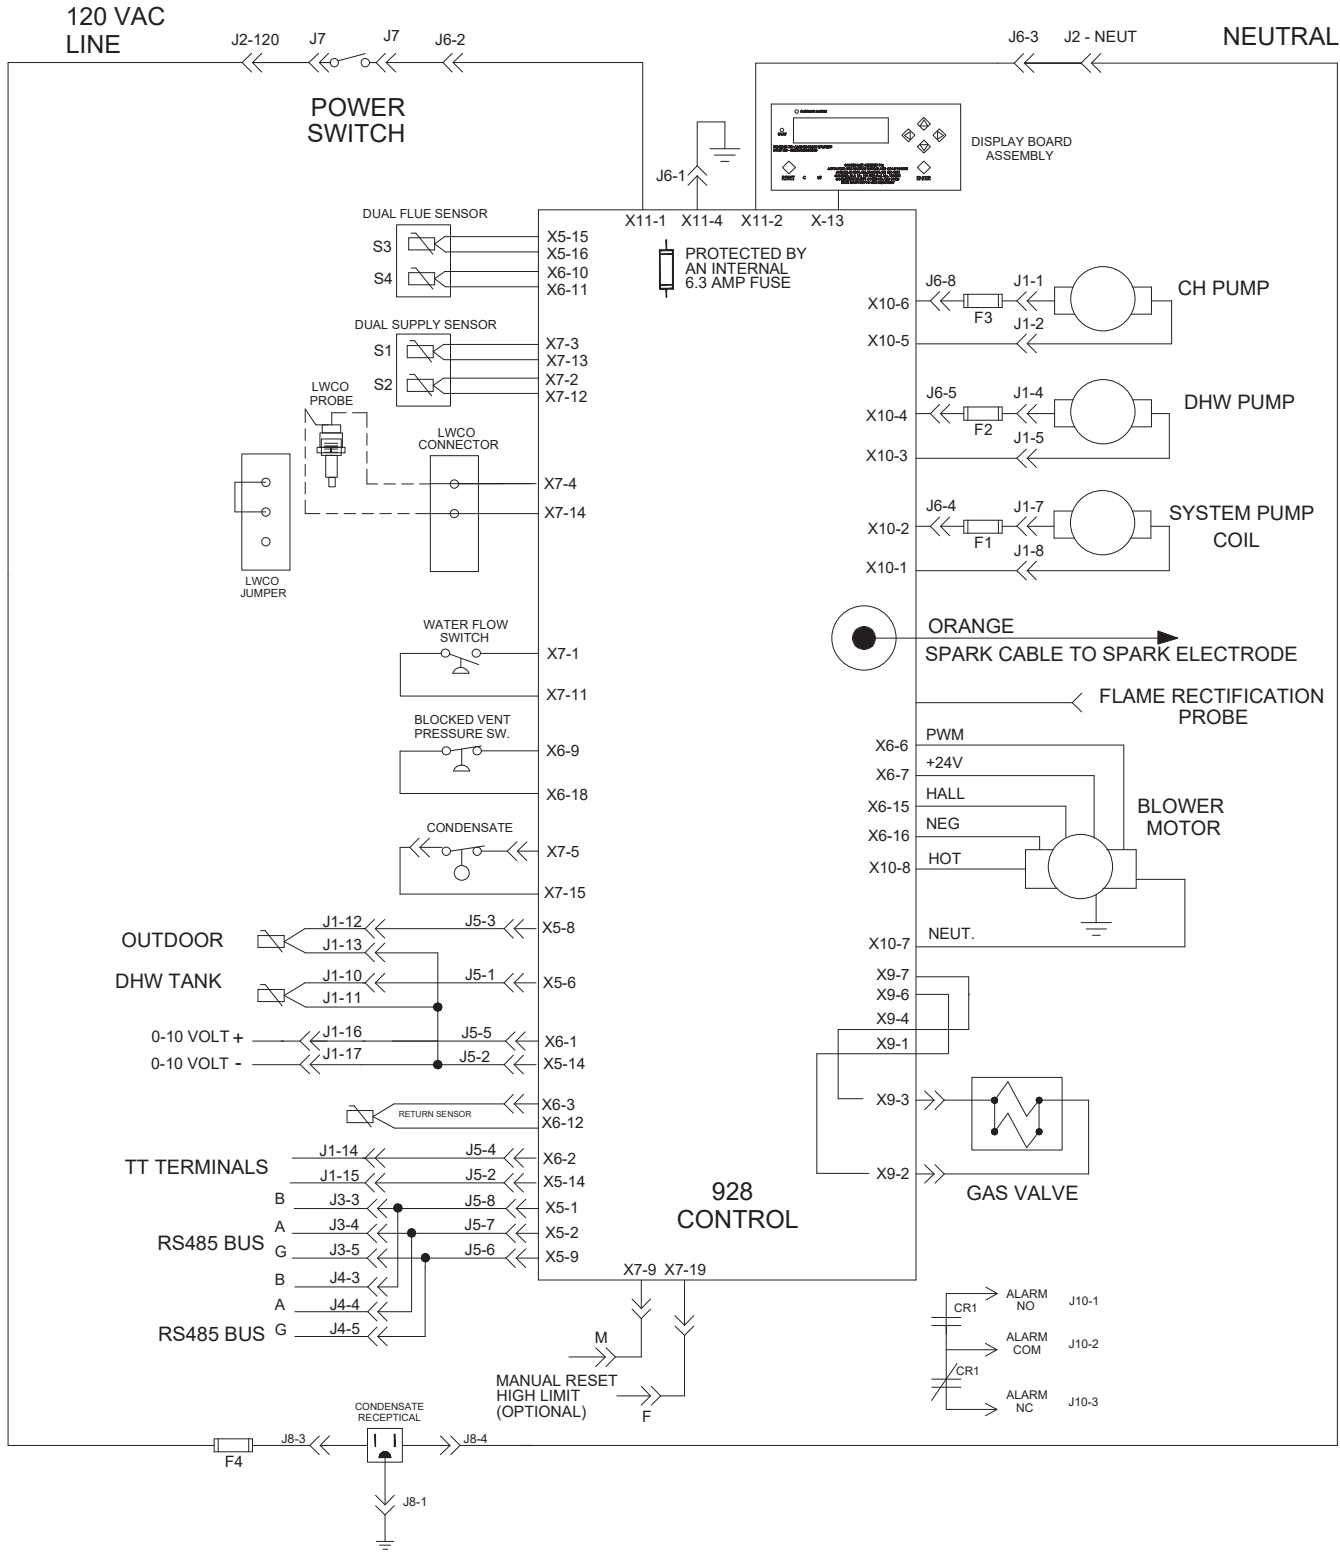 120 VAC
LINE
J2-120
J7
J7
J6-2
J6-3
J2 - NEUT
NEUTRAL
POWER
SWITCH
DISPLAY BOARD
ASSEMBLY
RESET
ENTER
J6-1
X11-1
X11-4
X11-2
X-13
PROTECTED BY
AN INTERNAL
6.3 AMP FUSE
DUAL FLUE SENSOR
S3
S4
X5-15
X5-16
X6-10
X6-11
DUAL SUPPLY SENSOR
S1
S2
X7-3
X7-13
X7-2
X7-12
LWCO
PROBE
LWCO
CONNECTOR
X7-4
X7-14
LWCO
JUMPER
WATER FLOW
SWITCH
X7-1
X7-11
BLOCKED VENT
PRESSURE SW.
X6-9
X6-18
CONDENSATE
X7-5
X7-15
OUTDOOR
J1-12
J5-3
X5-8
J1-13
DHW TANK
J1-10
J5-1
X5-6
J1-11
0-10 VOLT +
J1-16
J5-5
X6-1
0-10 VOLT -
J1-17
J5-2
X5-14
RETURN SENSOR
X6-3
X6-12
TT TERMINALS
J1-14
J5-4
X6-2
J1-15
J5-2
X5-14
RS485 BUS
B
J3-3
J5-8
X5-1
A
J3-4
J5-7
X5-2
G
J3-5
J5-6
X5-9
RS485 BUS
B
J4-3
A
J4-4
G
J4-5
X10-6
J6-8
F3
J1-1
CH PUMP
X10-5
J1-2
X10-4
J6-5
F2
J1-4
DHW PUMP
X10-3
J1-5
X10-2
J6-4
F1
J1-7
SYSTEM PUMP
COIL
X10-1
J1-8
ORANGE
SPARK CABLE TO SPARK ELECTRODE
FLAME RECTIFICATION
PROBE
X6-6
PWM
X6-7
+24V
X6-15
HALL
X6-16
NEG
X10-8
HOT
BLOWER
MOTOR
X10-7
NEUT.
X9-7
X9-6
X9-4
X9-1
X9-3
X9-2
GAS VALVE
928
CONTROL
X7-9
X7-19
M
F
MANUAL RESET
HIGH LIMIT
(OPTIONAL)
CR1
ALARM
NO
J10-1
ALARM
COM
J10-2
CR1
ALARM
NC
J10-3
CONDENSATE
RECEPTICAL
F4
J8-3
J8-4
J8-1